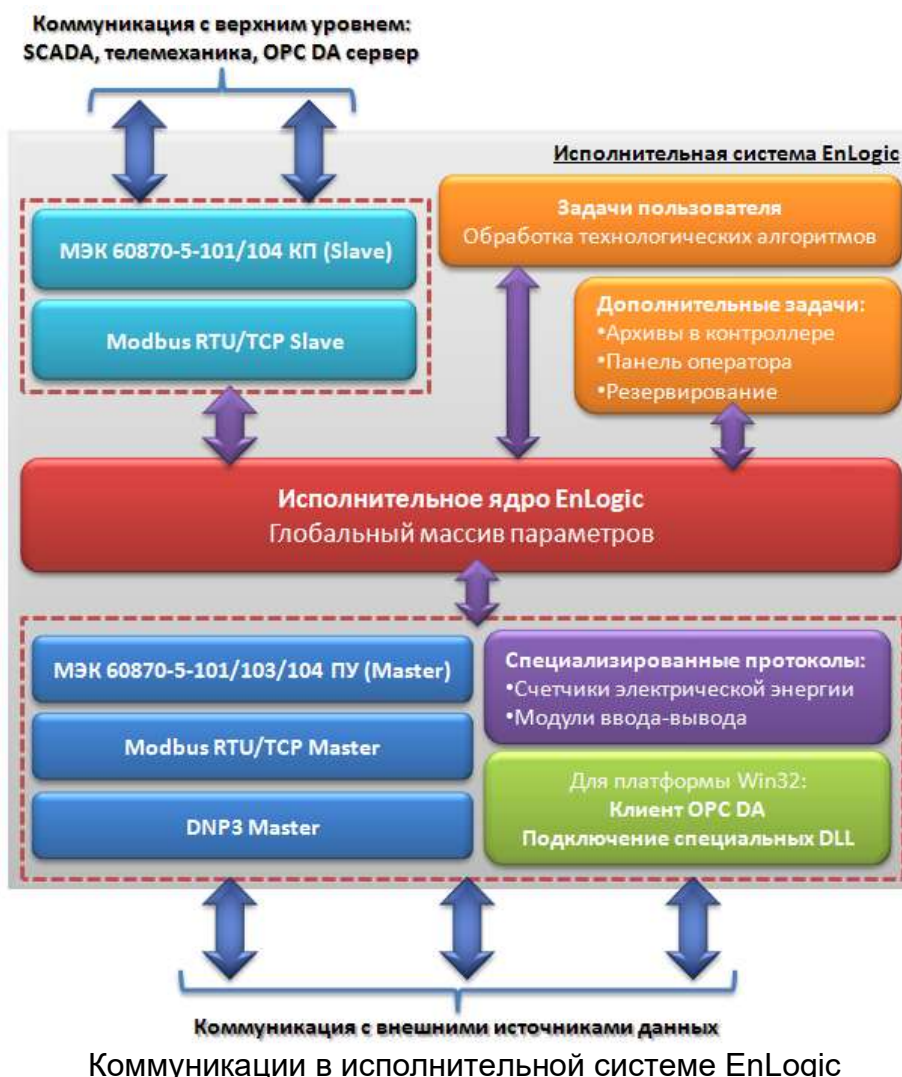 Коммуникация с верхним уровнем:
SCADA, телемеханика, OPC DA сервер
Исполнительная система EnLogic
МЭК 60870-5-101/104 КП (Slave)
Modbus RTU/TCP Slave
Задачи пользователя
Обработка технологических алгоритмов
Дополнительные задачи:
•Архивы в контроллере
•Панель оператора
•Резервирование
Исполнительное ядро EnLogic
Глобальный массив параметров
МЭК 60870-5-101/103/104 ПУ (Master)
Modbus RTU/TCP Master
DNP3 Master
Специализированные протоколы:
•Счетчики электрической энергии
•Модули ввода-вывода
Для платформы Win32:
Клиент OPC DA
Подключение специальных DLL
Коммуникация с внешними источниками данных
Коммуникации в исполнительной системе EnLogic